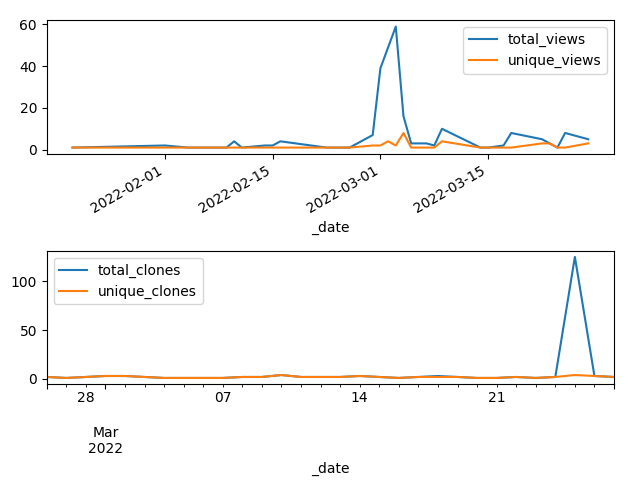 60
40
20
0
total_views
unique_views
2022-02-01
2022-02-15
2022-03-01
2022-03-15
_date
100
50
0
total_clones
unique_clones
28
07
14
21
Mar
2022
_date